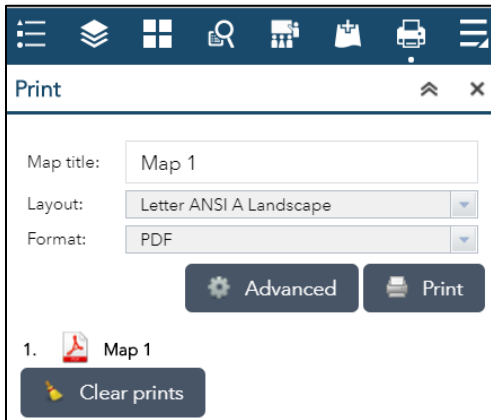 Print
Map title: Map 1
Layout: Letter ANSI A Landscape
Format: PDF
Advanced Print
1. Map 1
Clear prints